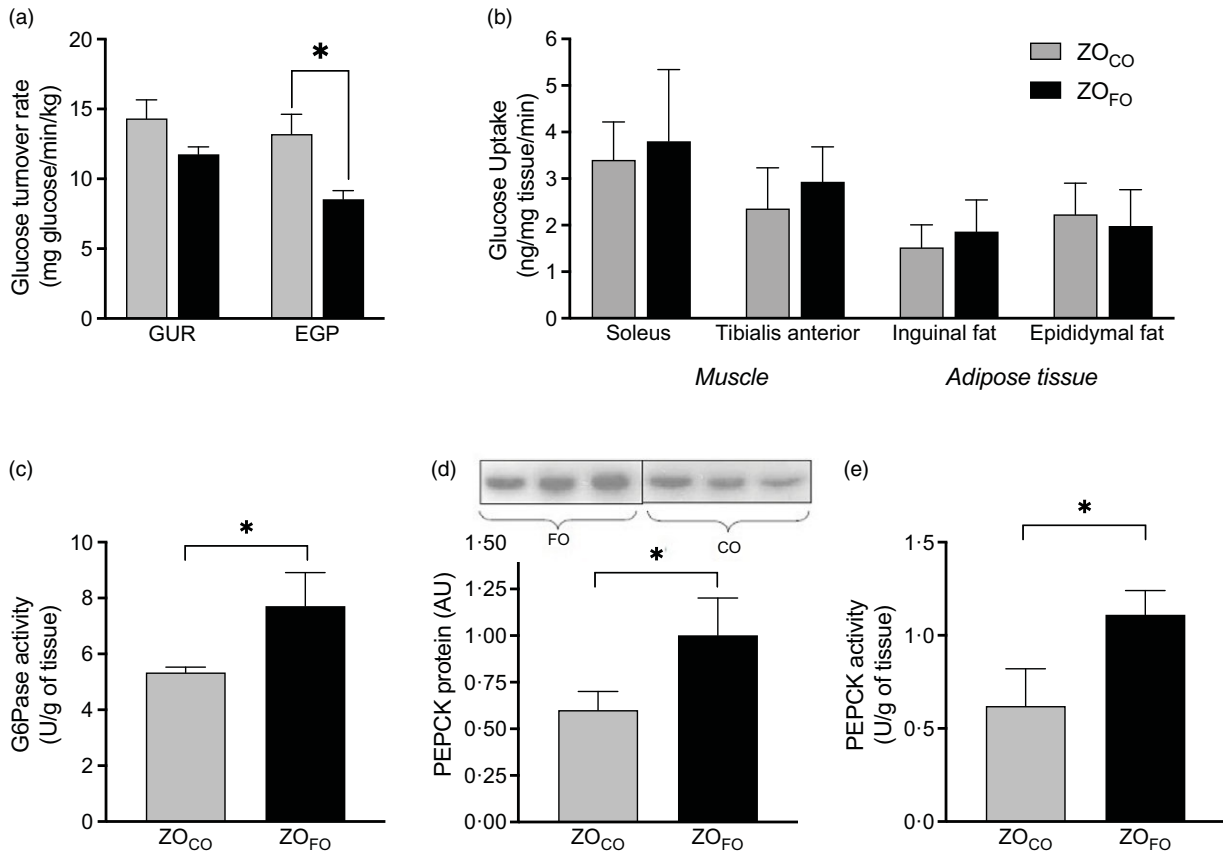 (a)
Glucose turnover rate
(mg glucose/min/kg)
20
15
10
5
0
*
GUR EGP
(b)
Glucose Uptake
(ng/mg tissue/min)
6
5
4
3
2
1
0
ZOCO
ZOFO
Soleus Tibialis anterior Inguinal fat Epididymal fat
Muscle Adipose tissue
(c)
G6Pase activity
(U/g of tissue)
10
8
6
4
2
0
*
ZOCO ZOFO
(d)
FO CO
PEPCK protein (AU)
1·50
1·25
1·00
0·75
0·50
0·25
0·00
*
ZOCO ZOFO
(e)
PEPCK activity
(U/g of tissue)
1·5
1·0
0·5
0·0
*
ZOCO ZOFO